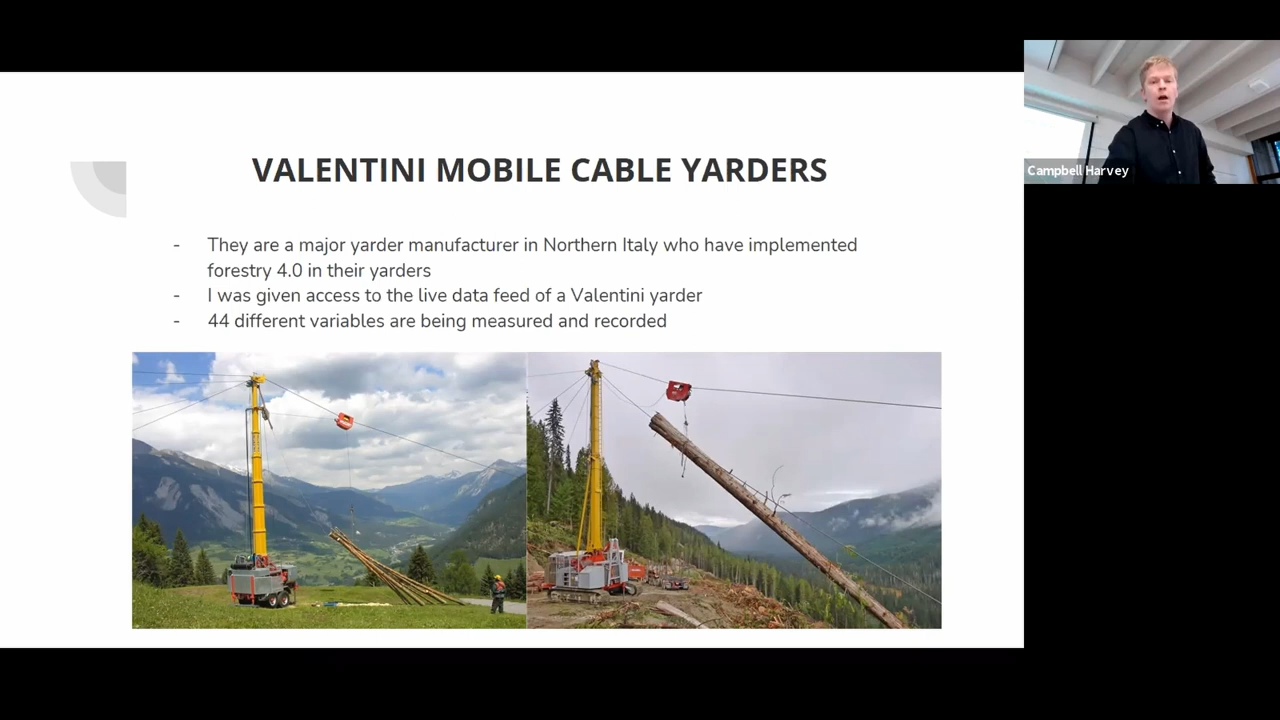 VALENTINI MOBILE CABLE YARDERS
- They are a major yarder manufacturer in Northern Italy who have implemented
forestry 4.0 in their yarders
- I was given access to the live data feed of a Valentini yarder
- 44 different variables are being measured and recorded
Campbell Harvey